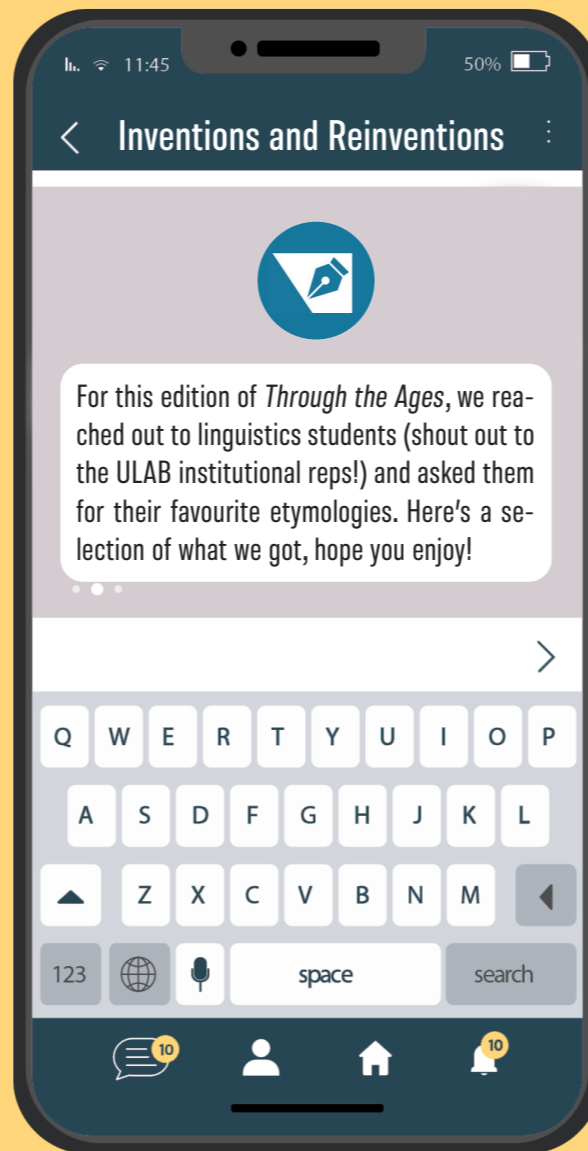 11:45 50%
Inventions and Reinventions
For this edition of Through the Ages, we rea-
ched out to linguistics students (shout out to
the ULAB institutional reps!) and asked them
for their favourite etymologies. Here's a se-
lection of what we got, hope you enjoy!
Q W E R T Y U I O P
A S D F G H J K L
Z X C V B N M
123 space search
10 10